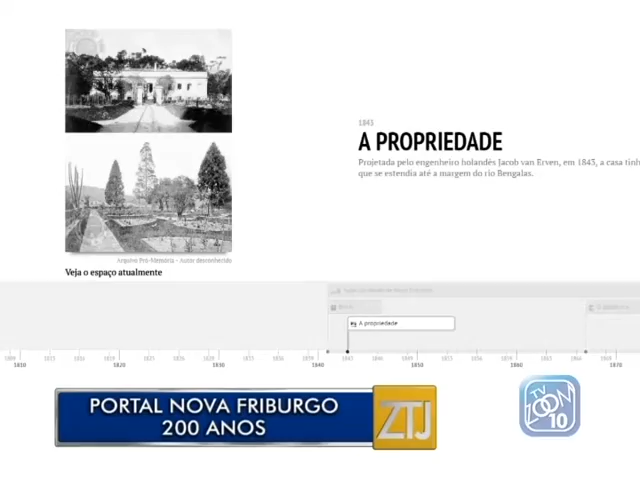 1843
A PROPRIEDADE
Projetada pelo engenheiro holandês Jacob van Erven, em 1843, a casa tinh
que se estendia até a margem do rio Bengalas.
Arquivo Pró-Memória - Autor desconhecido
Veja o espaço atualmente
A propriedade
1810
1820
1830
1840
1850
1860
1870
PORTAL NOVA FRIBURGO
200 ANOS
ZTJ
TV
ZOOM
10